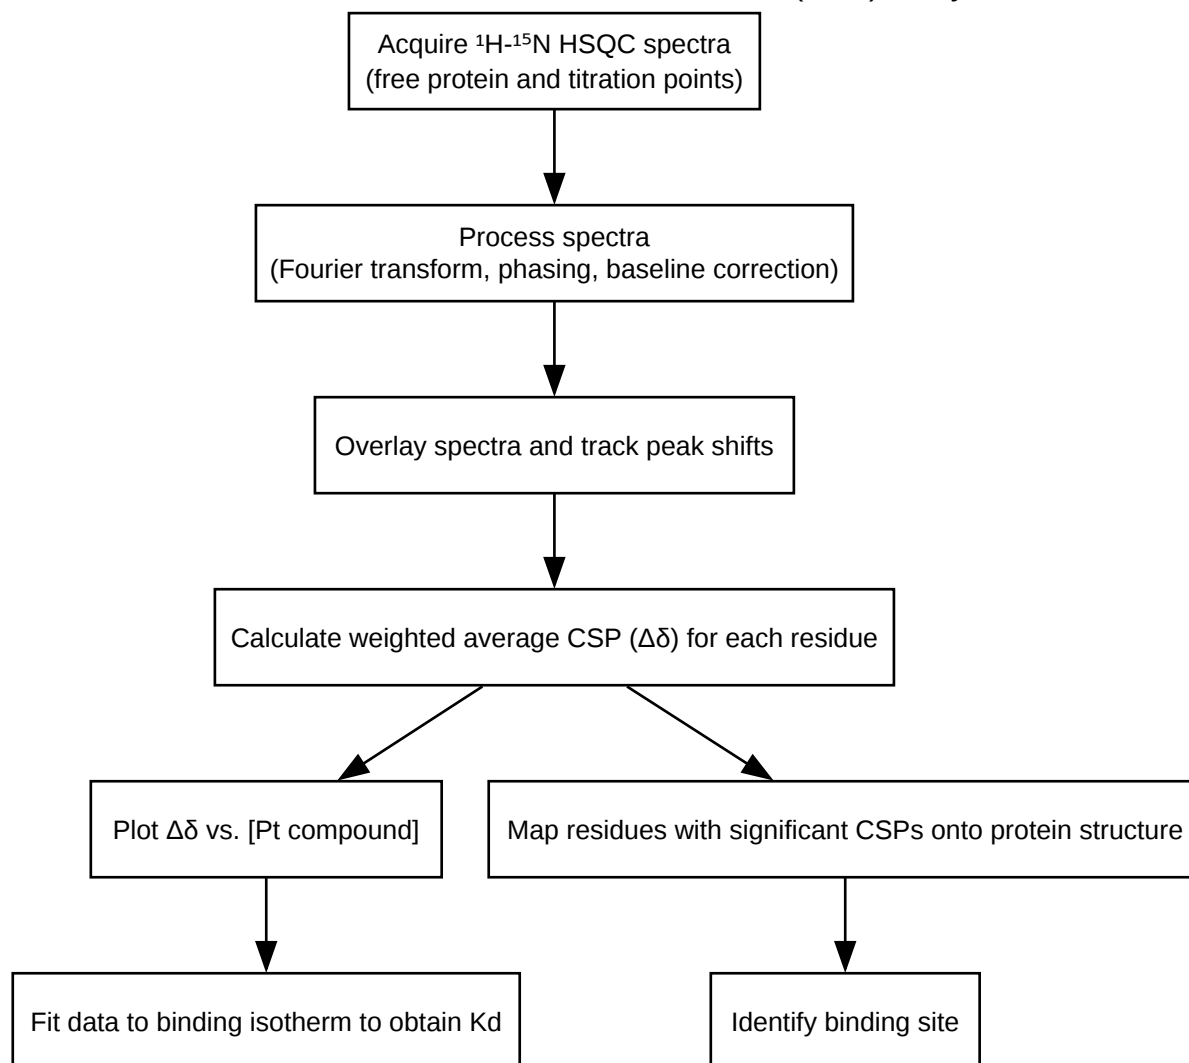 Acquire ¹H-¹⁵N HSQC spectra
(free protein and titration points)
Process spectra
(Fourier transform, phasing, baseline correction)
Overlay spectra and track peak shifts
Calculate weighted average CSP (Δδ) for each residue
Plot Δδ vs. [Pt compound]
Map residues with significant CSPs onto protein structure
Fit data to binding isotherm to obtain Kd
Identify binding site